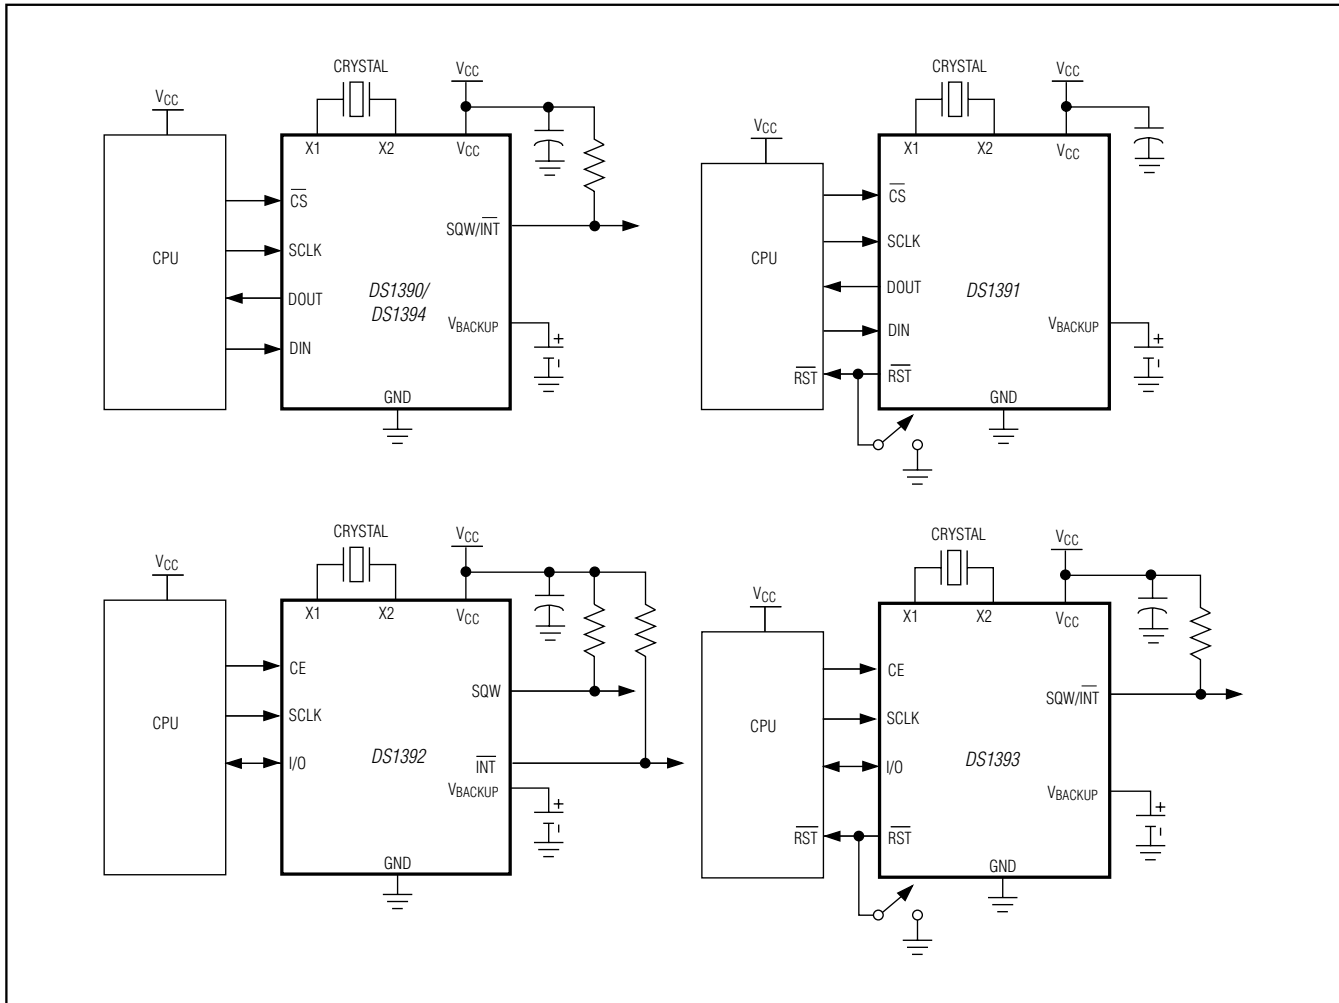 CRYSTAL
VCC
VCC
X1
X2
VCC
CS
SQW/INT
SCLK
CPU
DOUT
DS1390/
DS1394
VBACKUP
+
–
DIN
GND
CRYSTAL
VCC
VCC
X1
X2
VCC
CS
SCLK
CPU
DOUT
DS1391
DIN
VBACKUP
+
–
RST
RST
GND
CRYSTAL
VCC
VCC
X1
X2
VCC
CE
SQW
SCLK
CPU
I/O
DS1392
INT
VBACKUP
+
–
GND
CRYSTAL
VCC
VCC
X1
X2
VCC
CE
SQW/INT
SCLK
CPU
I/O
DS1393
VBACKUP
+
–
RST
RST
GND